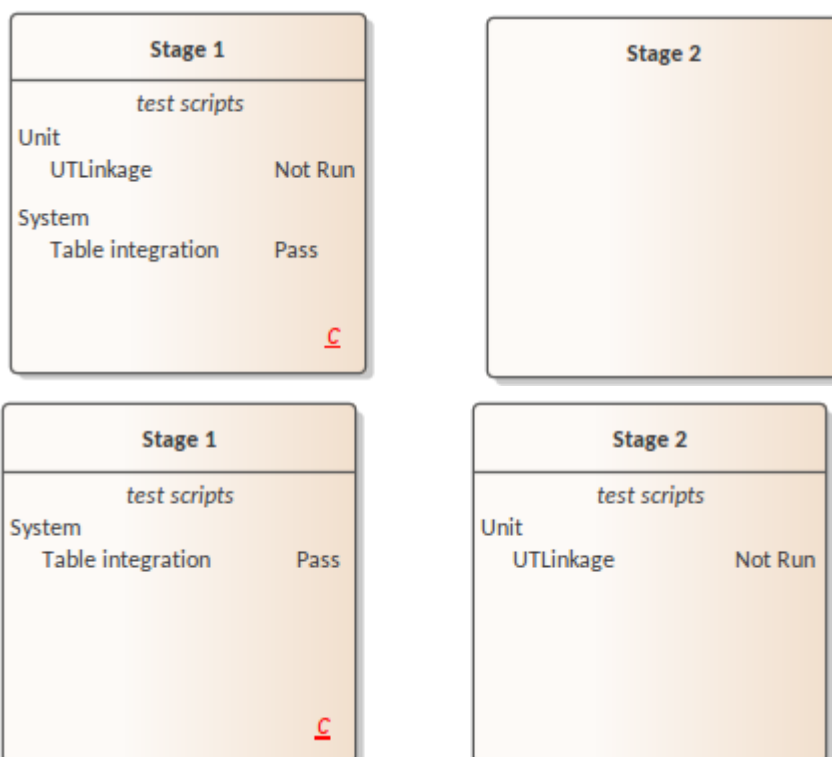 Stage 1
test scripts
Unit
UTLinkage Not Run
System
Table integration Pass
C
Stage 2
Stage 1
test scripts
System
Table integration Pass
C
Stage 2
test scripts
Unit
UTLinkage Not Run